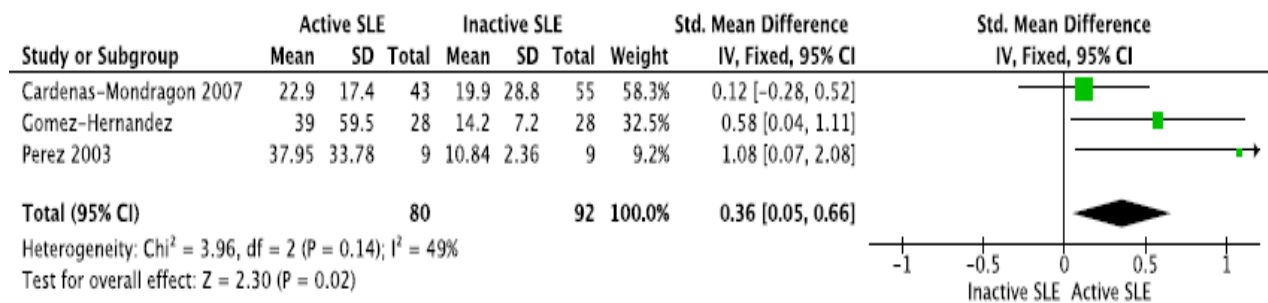 Active SLE Inactive SLE Std. Mean Difference Std. Mean Difference
Study or Subgroup Mean SD Total Mean SD Total Weight IV, Fixed, 95% CI IV, Fixed, 95% CI
Cardenas-Mondragon 2007 22.9 17.4 43 19.9 28.8 55 58.3% 0.12 [−0.28, 0.52]
Gomez-Hernandez 39 59.5 28 14.2 7.2 28 32.5% 0.58 [0.04, 1.11]
Perez 2003 37.95 33.78 9 10.84 2.36 9 9.2% 1.08 [0.07, 2.08]
Total (95% CI) 80 92 100.0% 0.36 [0.05, 0.66]
Heterogeneity: Chi² = 3.96, df = 2 (P = 0.14); I² = 49%
Test for overall effect: Z = 2.30 (P = 0.02)
−1 −0.5 0 0.5 1
Inactive SLE Active SLE